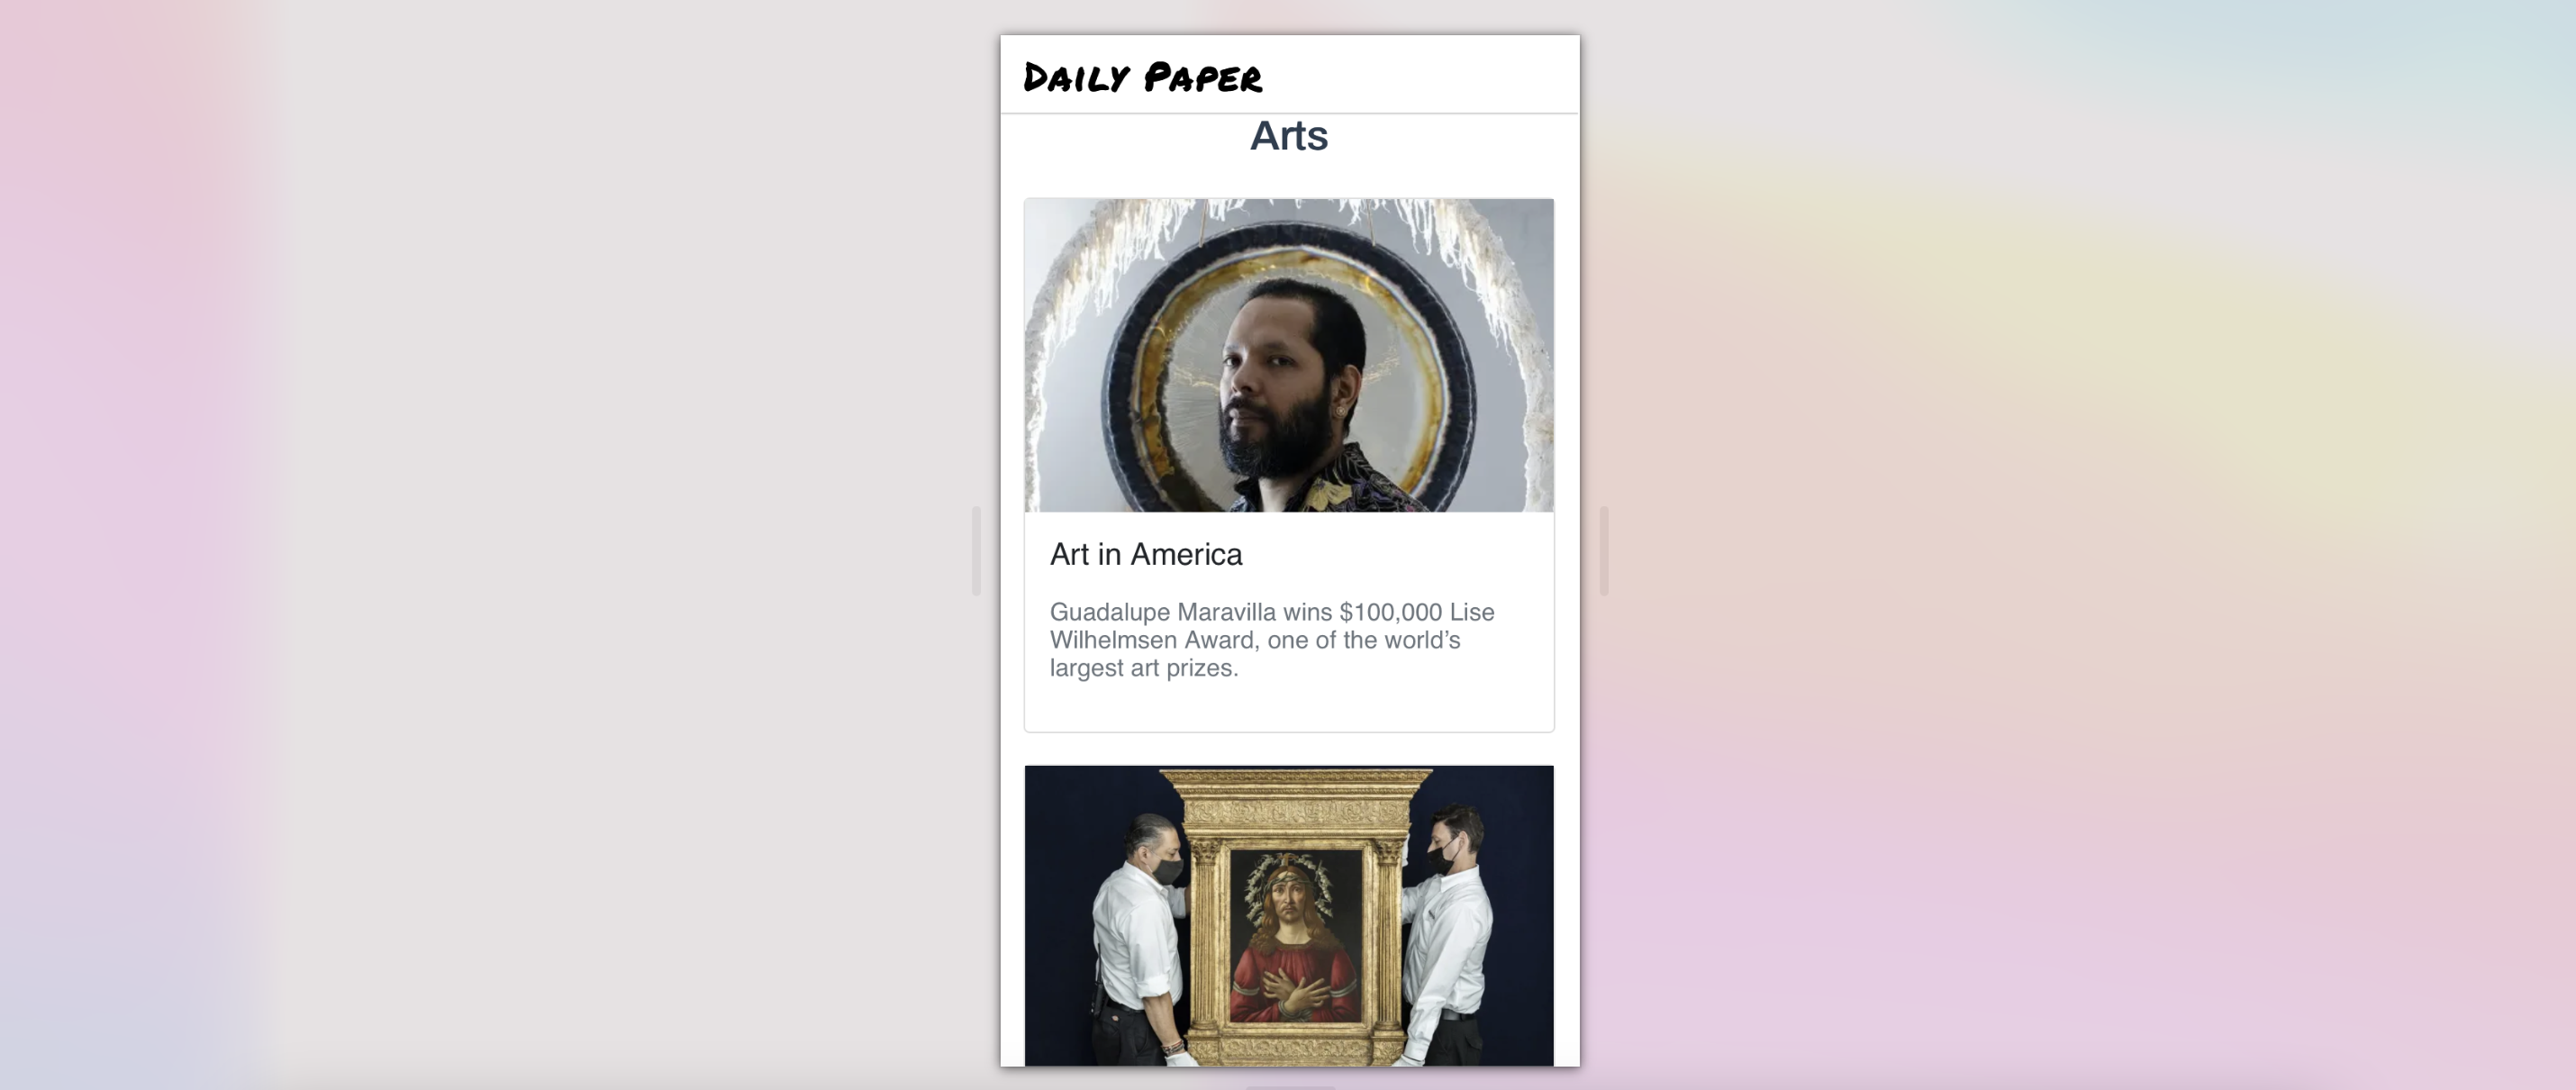 Daily Paper
Arts
Art in America
Guadalupe Maravilla wins $100,000 Lise
Wilhelmsen Award, one of the world’s
largest art prizes.